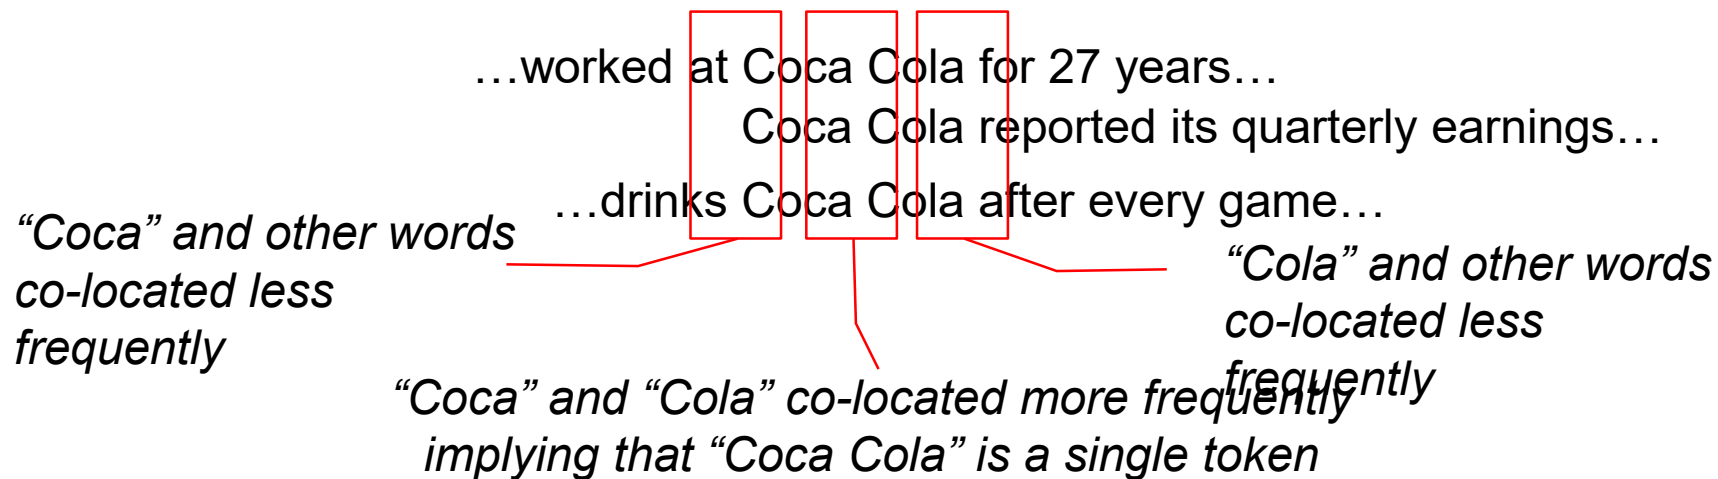 …worked at Coca Cola for 27 years…
Coca Cola reported its quarterly earnings…
…drinks Coca Cola after every game…
“Coca” and other words
co-located less
frequently
“Cola” and other words
co-located less
frequently
“Coca” and “Cola” co-located more frequently
implying that “Coca Cola” is a single token